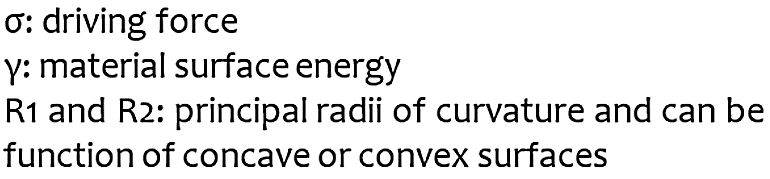 σ: driving force
γ: material surface energy
R1 and R2: principal radii of curvature and can be
function of concave or convex surfaces